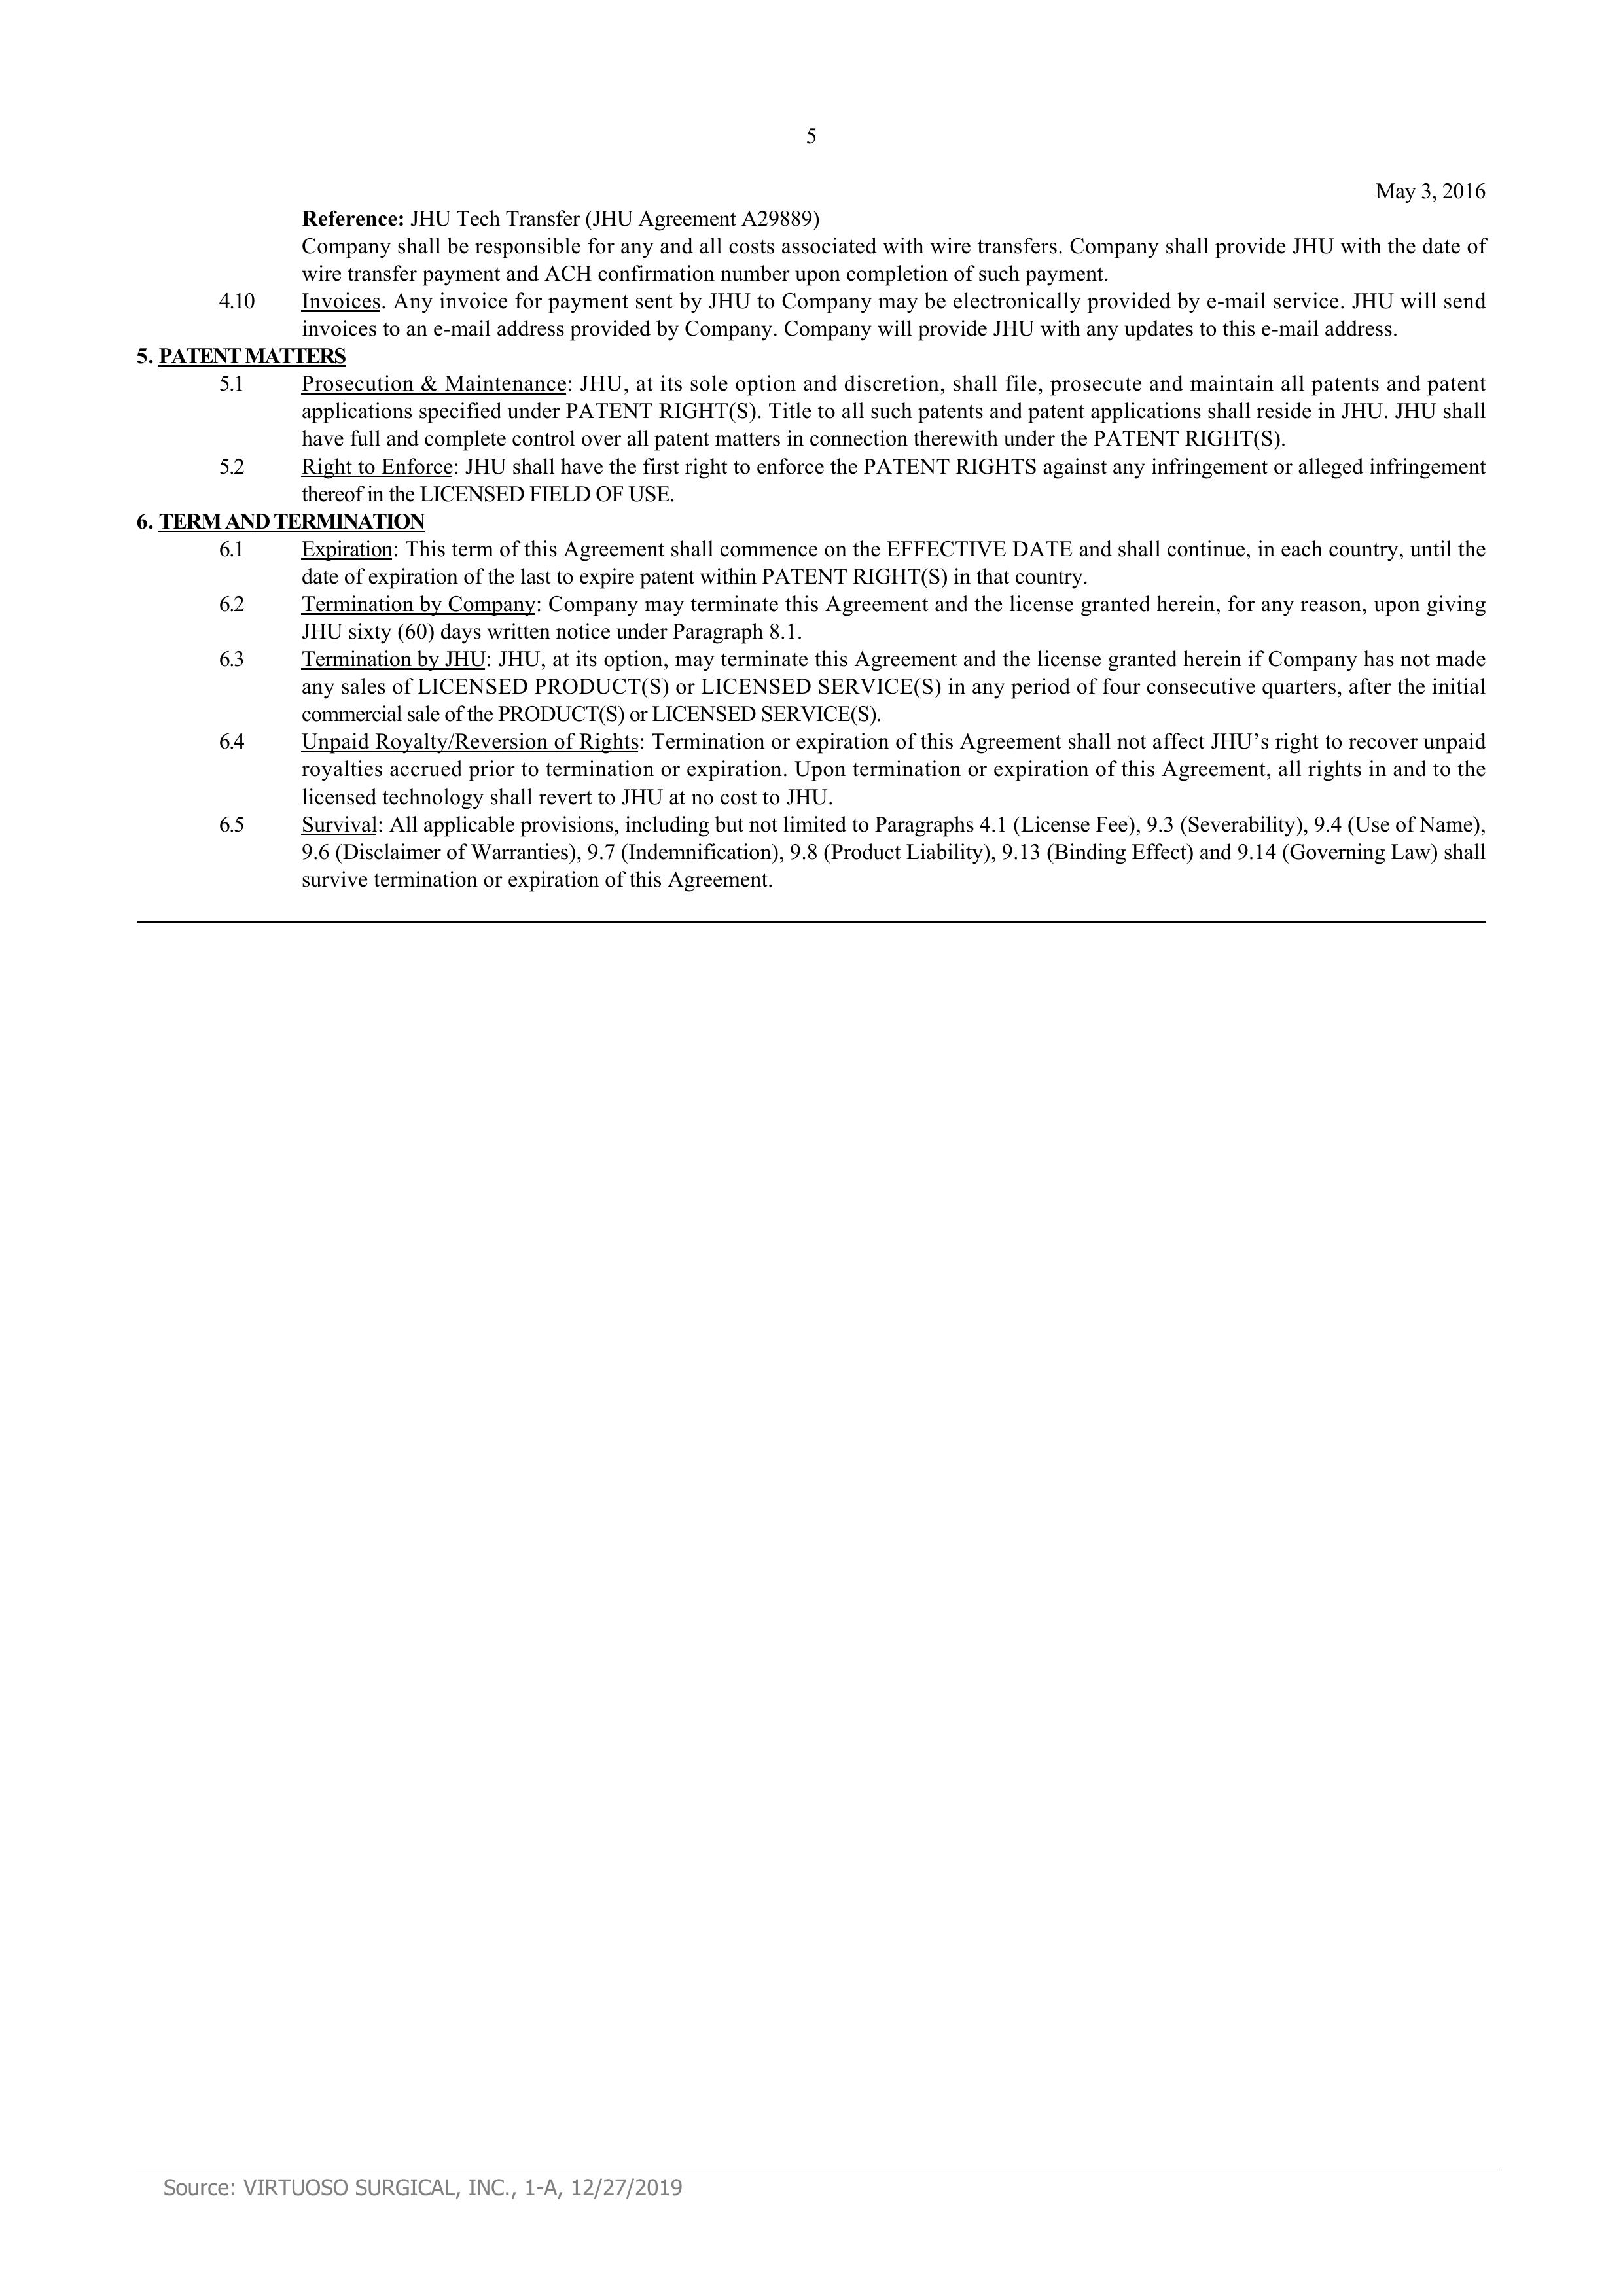 5
May 3, 2016
Reference: JHU Tech Transfer (JHU Agreement A29889)
Company shall be responsible for any and all costs associated with wire transfers. Company shall provide JHU with the date of
wire transfer payment and ACH confirmation number upon completion of such payment.
4.10 Invoices. Any invoice for payment sent by JHU to Company may be electronically provided by e-mail service. JHU will send
invoices to an e-mail address provided by Company. Company will provide JHU with any updates to this e-mail address.
5. PATENT MATTERS
5.1 Prosecution & Maintenance: JHU, at its sole option and discretion, shall file, prosecute and maintain all patents and patent
applications specified under PATENT RIGHT(S). Title to all such patents and patent applications shall reside in JHU. JHU shall
have full and complete control over all patent matters in connection therewith under the PATENT RIGHT(S).
5.2 Right to Enforce: JHU shall have the first right to enforce the PATENT RIGHTS against any infringement or alleged infringement
thereof in the LICENSED FIELD OF USE.
6. TERM AND TERMINATION
6.1 Expiration: This term of this Agreement shall commence on the EFFECTIVE DATE and shall continue, in each country, until the
date of expiration of the last to expire patent within PATENT RIGHT(S) in that country.
6.2 Termination by Company: Company may terminate this Agreement and the license granted herein, for any reason, upon giving
JHU sixty (60) days written notice under Paragraph 8.1.
6.3 Termination by JHU: JHU, at its option, may terminate this Agreement and the license granted herein if Company has not made
any sales of LICENSED PRODUCT(S) or LICENSED SERVICE(S) in any period of four consecutive quarters, after the initial
commercial sale of the PRODUCT(S) or LICENSED SERVICE(S).
6.4 Unpaid Royalty/Reversion of Rights: Termination or expiration of this Agreement shall not affect JHU’s right to recover unpaid
royalties accrued prior to termination or expiration. Upon termination or expiration of this Agreement, all rights in and to the
licensed technology shall revert to JHU at no cost to JHU.
6.5 Survival: All applicable provisions, including but not limited to Paragraphs 4.1 (License Fee), 9.3 (Severability), 9.4 (Use of Name),
9.6 (Disclaimer of Warranties), 9.7 (Indemnification), 9.8 (Product Liability), 9.13 (Binding Effect) and 9.14 (Governing Law) shall
survive termination or expiration of this Agreement.
Source: VIRTUOSO SURGICAL, INC., 1-A, 12/27/2019